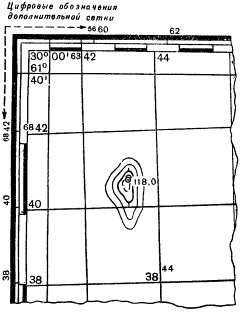 Цифровые обозначения
дополнительной сетки
56 60 62
30° 00' 63 42 44
61°
40'
68 42
68 42
118,0
40 40
44
38 38 38